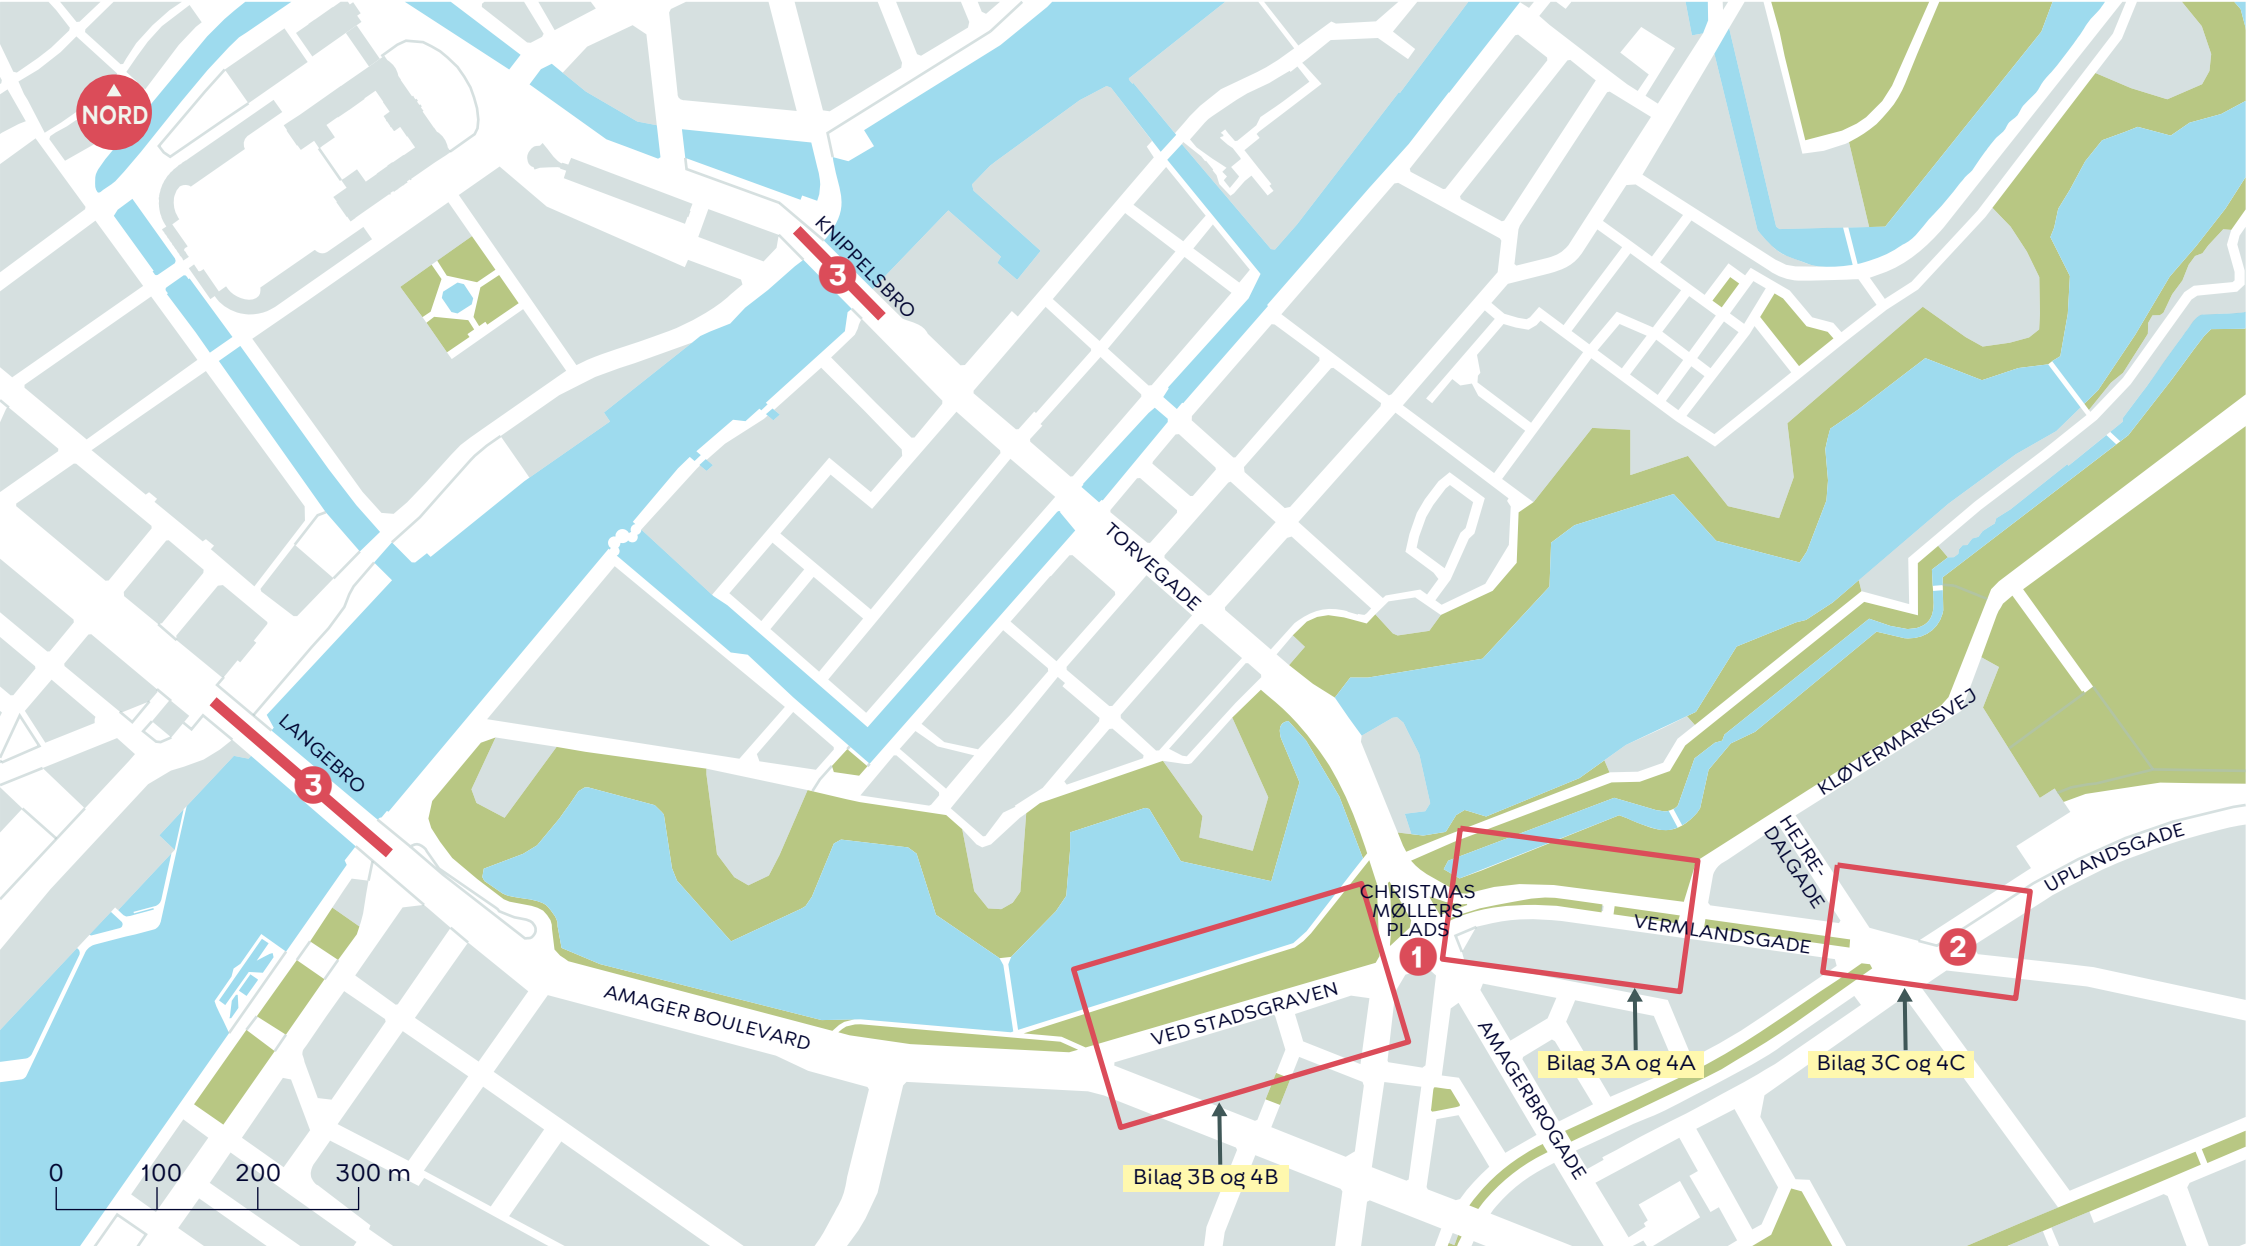 NORD
KNIPPELSBRO
3
TORVEGADE
LANGEBRO
3
KLØVERMARKSVEJ
HEJRE-
DALGADE
UPLANDSGADE
CHRISTMAS
MØLLERS
PLADS
1
VERMLANDSGADE
2
AMAGER BOULEVARD
VED STADSGRAVEN
AMAGERBROGADE
Bilag 3A og 4A
Bilag 3C og 4C
Bilag 3B og 4B
0 100 200 300 m